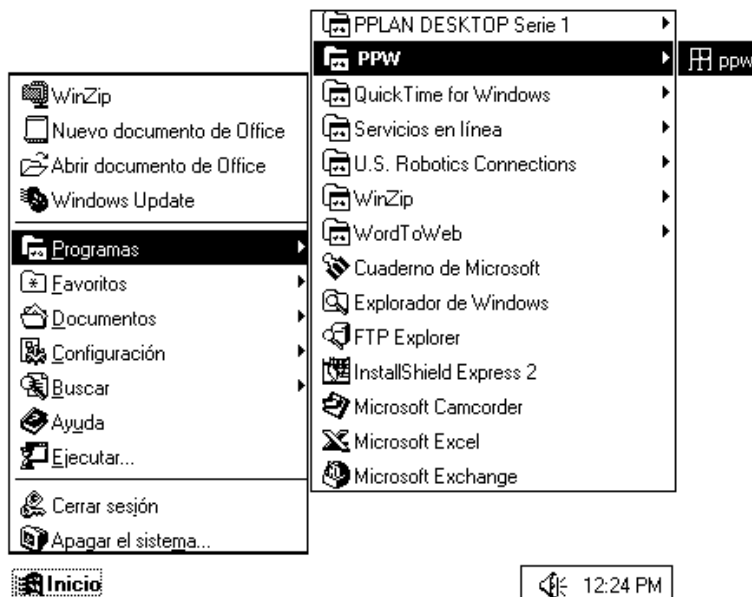 WinZip
Nuevo documento de Office
Abrir documento de Office
Windows Update
Programas
Favoritos
Documentos
Configuración
Buscar
Ayuda
Ejecutar...
Cerrar sesión
Apagar el sistema...
Inicio
PPLAN DESKTOP Serie 1
PPW
QuickTime for Windows
Servicios en línea
U.S. Robotics Connections
WinZip
WordToWeb
Cuaderno de Microsoft
Explorador de Windows
FTP Explorer
InstallShield Express 2
Microsoft Camcorder
Microsoft Excel
Microsoft Exchange
ppw
12:24 PM